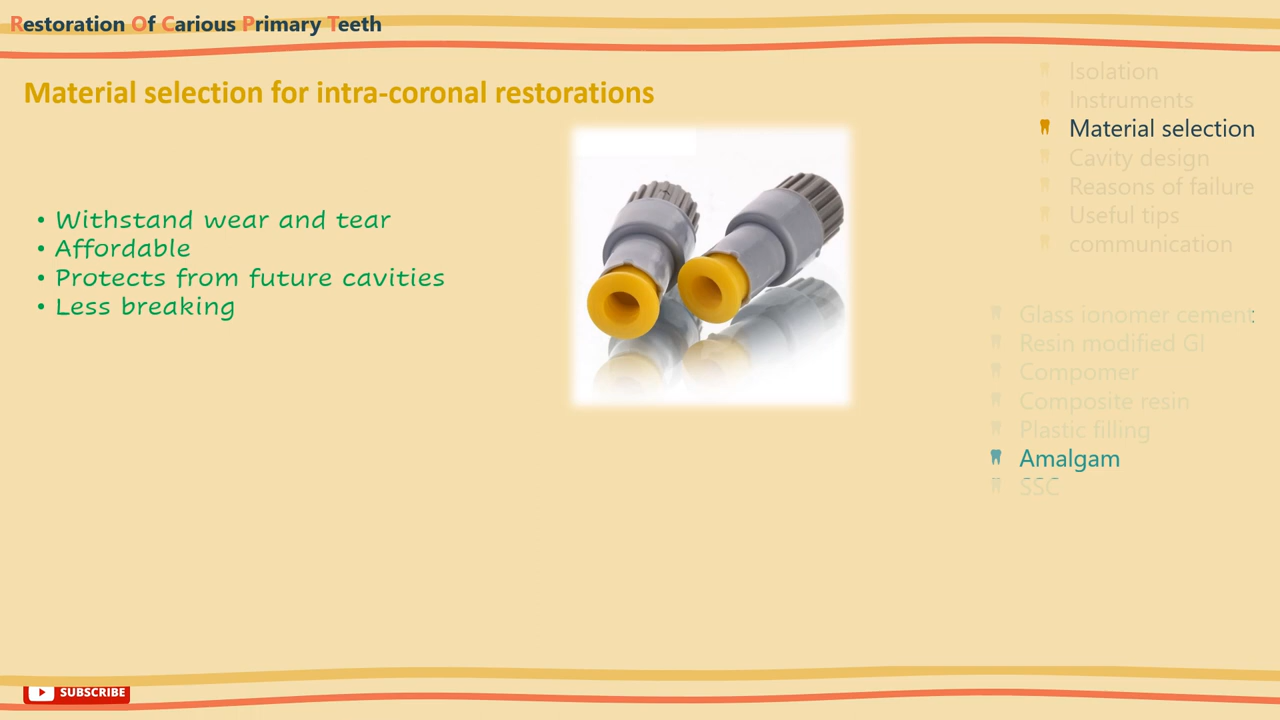 Restoration Of Carious Primary Teeth
Material selection for intra-coronal restorations
• Withstand wear and tear
• Affordable
• Protects from future cavities
• Less breaking
Isolation
Instruments
Material selection
Cavity design
Reasons of failure
Useful tips
communication
Glass ionomer cement:
Resin modified GI
Compomer
Composite resin
Plastic filling
Amalgam
SSC
SUBSCRIBE